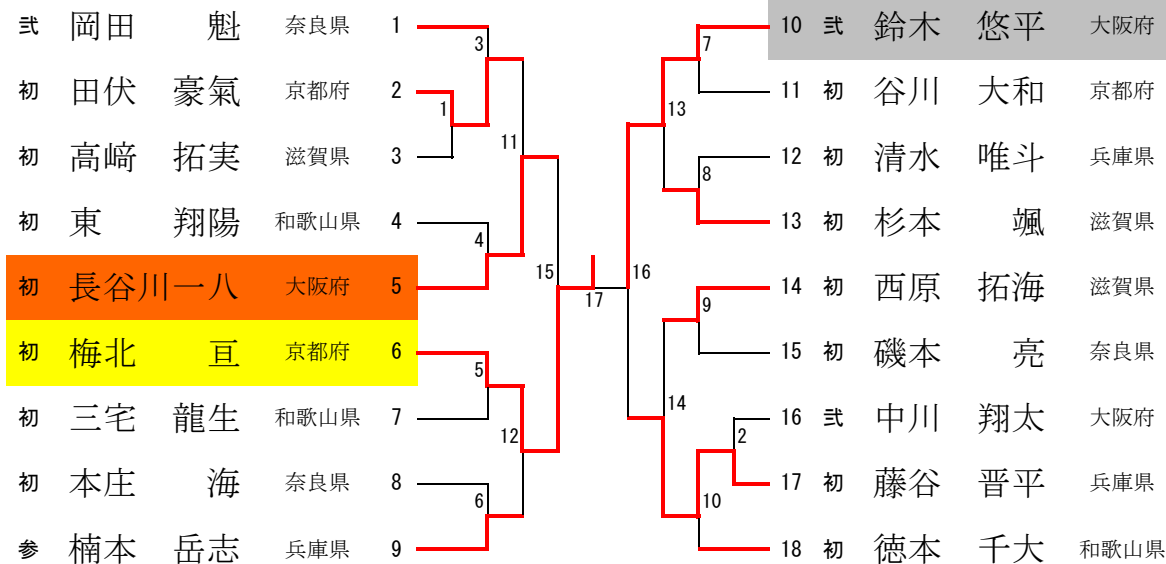 弐 岡田 魁 奈良県 1
初 田伏 豪氣 京都府 2
初 高﨑 拓実 滋賀県 3
初 東 翔陽 和歌山県 4
初 長谷川一八 大阪府 5
初 梅北 亘 京都府 6
初 三宅 龍生 和歌山県 7
初 本庄 海 奈良県 8
参 楠本 岳志 兵庫県 9
3
1
11
4
15
5
12
6
17
7
13
8
16
9
14
2
10
10 弐 鈴木 悠平 大阪府
11 初 谷川 大和 京都府
12 初 清水 唯斗 兵庫県
13 初 杉本 颯 滋賀県
14 初 西原 拓海 滋賀県
15 初 磯本 亮 奈良県
16 弐 中川 翔太 大阪府
17 初 藤谷 晋平 兵庫県
18 初 徳本 千大 和歌山県